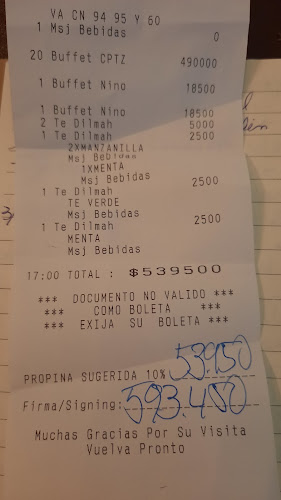 VA CN 94 95 Y 60
1 Msj Bebidas 0
20 Buffet CPTZ 490000
1 Buffet Nino 18500
1 Buffet Nino 18500
2 Te Dilmah 5000
1 Te Dilmah 2500
2XMANZANILLA
Msj Bebidas
1XMENTA
Msj Bebidas
1 Te Dilmah 2500
TE VERDE
Msj Bebidas
1 Te Dilmah 2500
MENTA
Msj Bebidas
17:00 TOTAL : $539500
*** DOCUMENTO NO VALIDO ***
*** COMO BOLETA ***
*** EXIJA SU BOLETA ***
PROPINA SUGERIDA 10% 53.950
Firma/Signing: 593.450
Muchas Gracias Por Su Visita
Vuelva Pronto